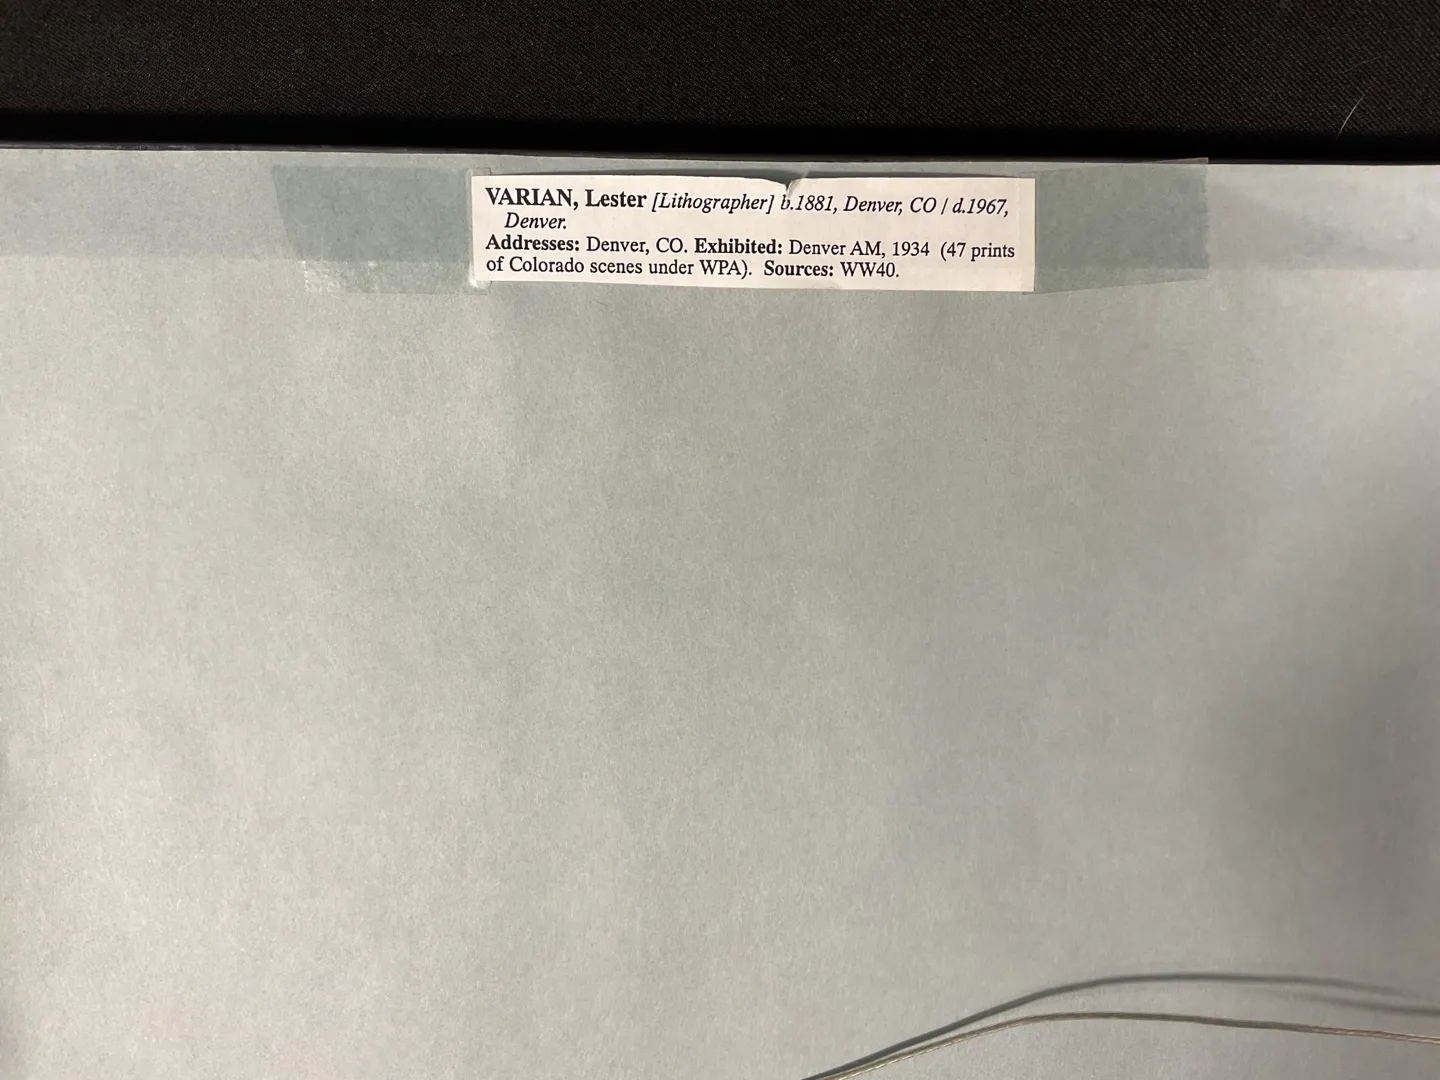 VARIAN, Lester [Lithographer] b.1881, Denver, CO / d.1967,
Denver.
Addresses: Denver, CO. Exhibited: Denver AM, 1934 (47 prints
of Colorado scenes under WPA). Sources: WW40.